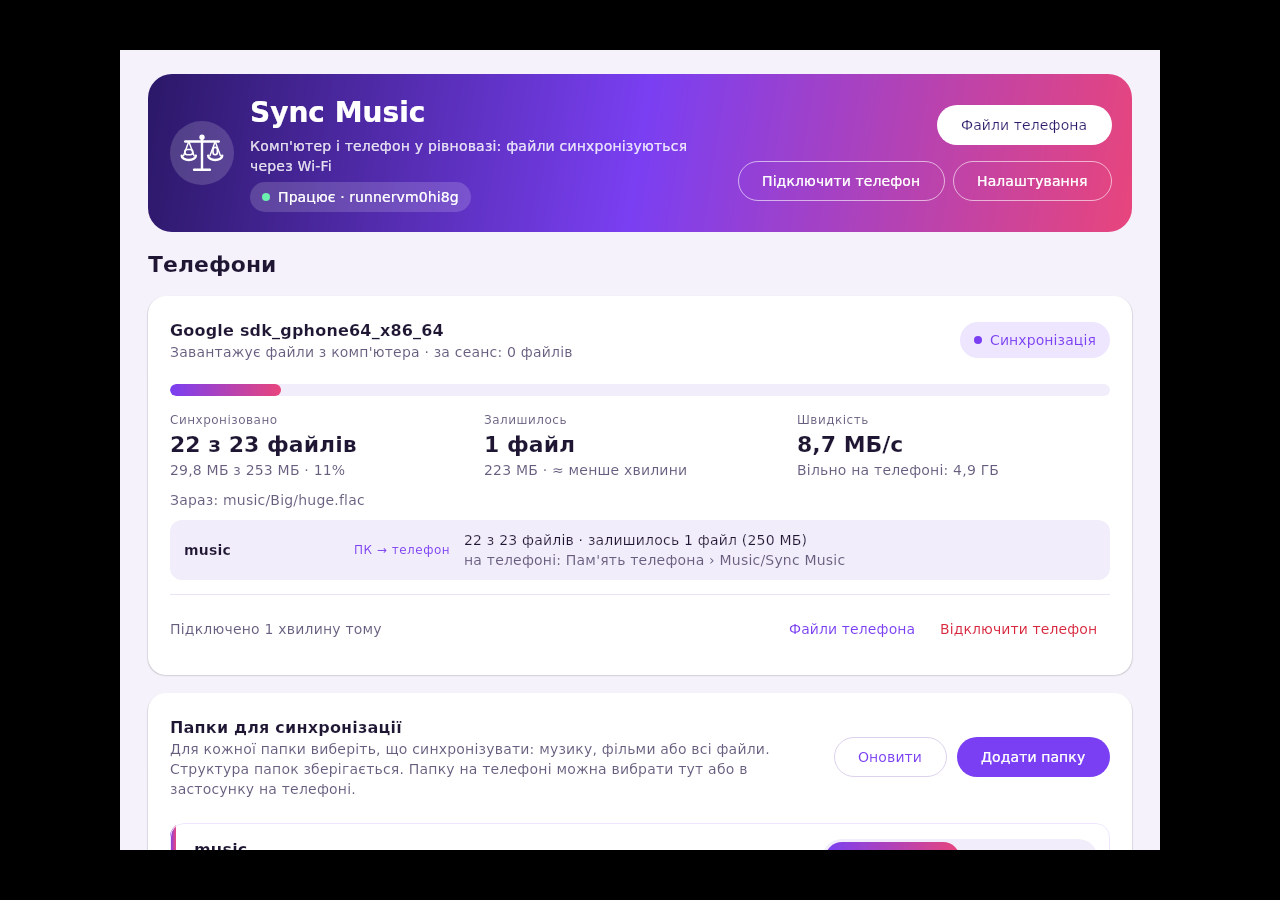 Sync Music
Комп'ютер і телефон у рівновазі: файли синхронізуються
через Wi-Fi
Працює · runnervm0hi8g
Файли телефона
Підключити телефон
Налаштування
Телефони
Google sdk_gphone64_x86_64
Завантажує файли з комп'ютера · за сеанс: 0 файлів
Синхронізація
Синхронізовано
22 з 23 файлів
29,8 МБ з 253 МБ · 11%
Залишилось
1 файл
223 МБ · ≈ менше хвилини
Швидкість
8,7 МБ/с
Вільно на телефоні: 4,9 ГБ
Зараз: music/Big/huge.flac
music
ПК → телефон
22 з 23 файлів · залишилось 1 файл (250 МБ)
на телефоні: Пам'ять телефона › Music/Sync Music
Підключено 1 хвилину тому
Файли телефона
Відключити телефон
Папки для синхронізації
Для кожної папки виберіть, що синхронізувати: музику, фільми або всі файли.
Структура папок зберігається. Папку на телефоні можна вибрати тут або в
застосунку на телефоні.
Оновити
Додати папку
music